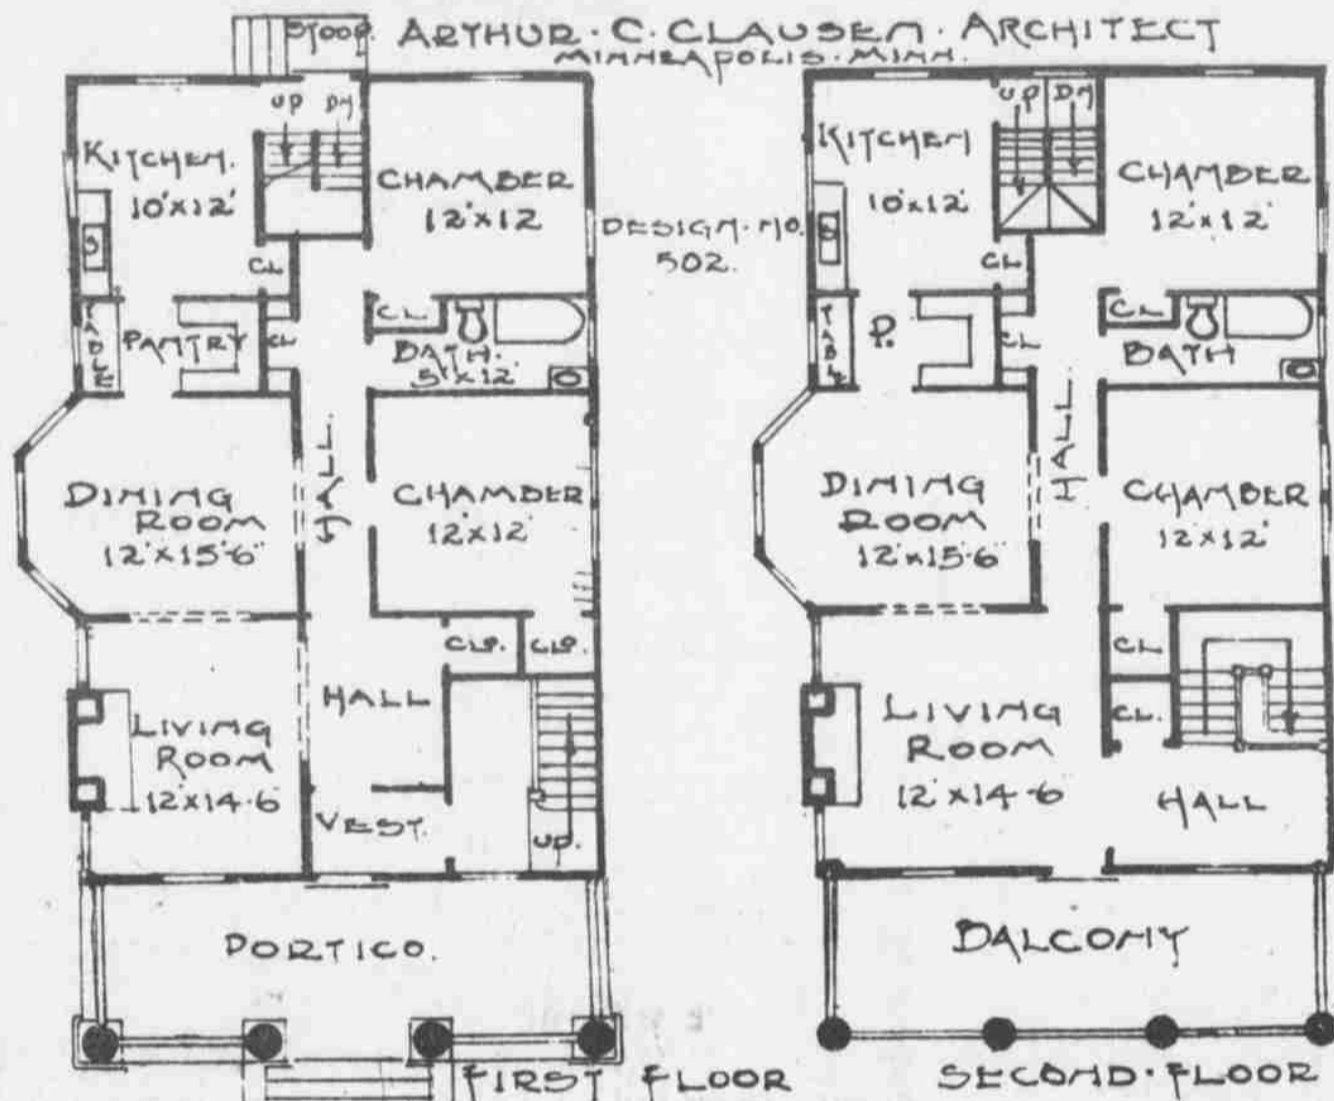 STOOP. ARTHUR · C · CLAUSEN · ARCHITECT
MINNEAPOLIS · MINN.
UP DN
KITCHEN.
10'x12'
CHAMBER
12'x12
S
CL
TABLE
PANTRY
CL
CL
BATH.
5'x12'
DINING
ROOM
12'x15'6"
HALL.
CHAMBER
12'x12'
CLO.
CLO.
LIVING
ROOM
12'x14-6
HALL
VEST.
UP.
PORTICO.
FIRST FLOOR
DESIGN · NO.
502.
UP DN
KITCHEN
10'x12'
CHAMBER
12'x12'
S
CL
TABLE
P.
CL
CL
BATH
DINING
ROOM
12'x15-6
HALL.
CHAMBER
12'x12'
CL
CL.
LIVING
ROOM
12'x14-6
HALL
BALCONY
SECOND · FLOOR